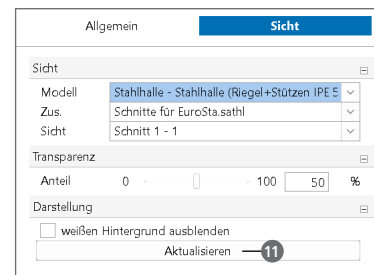 Allgemein Sicht
Sicht
Modell Stahlhalle - Stahlhalle (Riegel+Stützen IPE 5
Zus. Schnitte für EuroSta.sathl
Sicht Schnitt 1 - 1
Transparenz
Anteil 0 100 50 %
Darstellung
weißen Hintergrund ausblenden
Aktualisieren 11